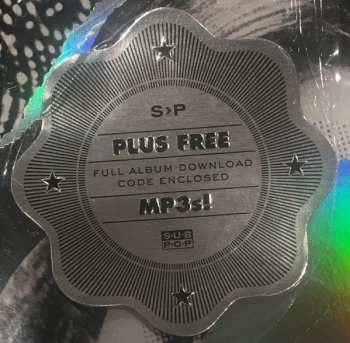 S›P
PLUS FREE
FULL ALBUM DOWNLOAD
CODE ENCLOSED
MP3s!
SUB
POP